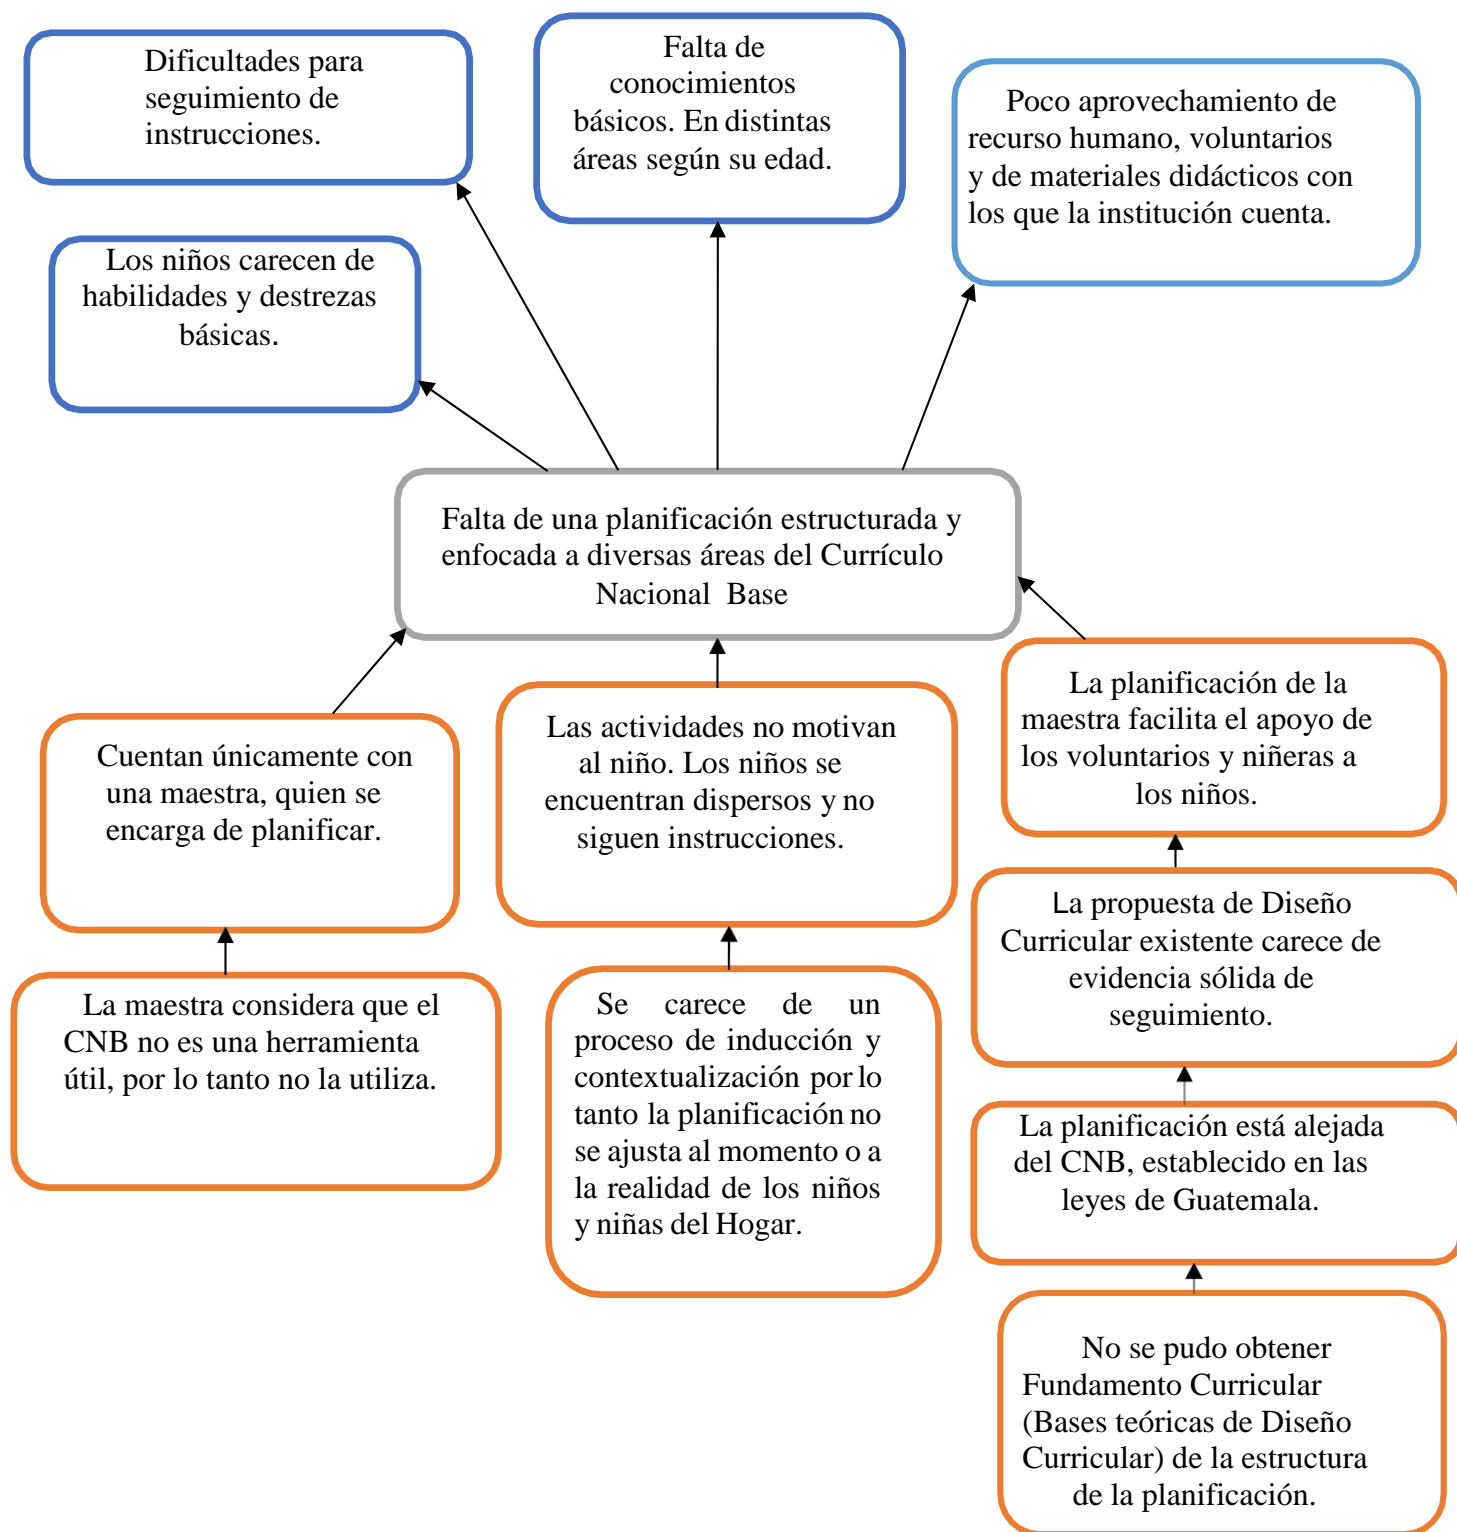 Dificultades para
seguimiento de
instrucciones.
Falta de
conocimientos
básicos. En distintas
áreas según su edad.
Poco aprovechamiento de
recurso humano, voluntarios
y de materiales didácticos con
los que la institución cuenta.
Los niños carecen de
habilidades y destrezas
básicas.
Falta de una planificación estructurada y
enfocada a diversas áreas del Currículo
Nacional Base
Cuentan únicamente con
una maestra, quien se
encarga de planificar.
Las actividades no motivan
al niño. Los niños se
encuentran dispersos y no
siguen instrucciones.
La planificación de la
maestra facilita el apoyo de
los voluntarios y niñeras a
los niños.
La maestra considera que el
CNB no es una herramienta
útil, por lo tanto no la utiliza.
Se carece de un
proceso de inducción y
contextualización por lo
tanto la planificación no
se ajusta al momento o a
la realidad de los niños
y niñas del Hogar.
La propuesta de Diseño
Curricular existente carece de
evidencia sólida de
seguimiento.
La planificación está alejada
del CNB, establecido en las
leyes de Guatemala.
No se pudo obtener
Fundamento Curricular
(Bases teóricas de Diseño
Curricular) de la estructura
de la planificación.